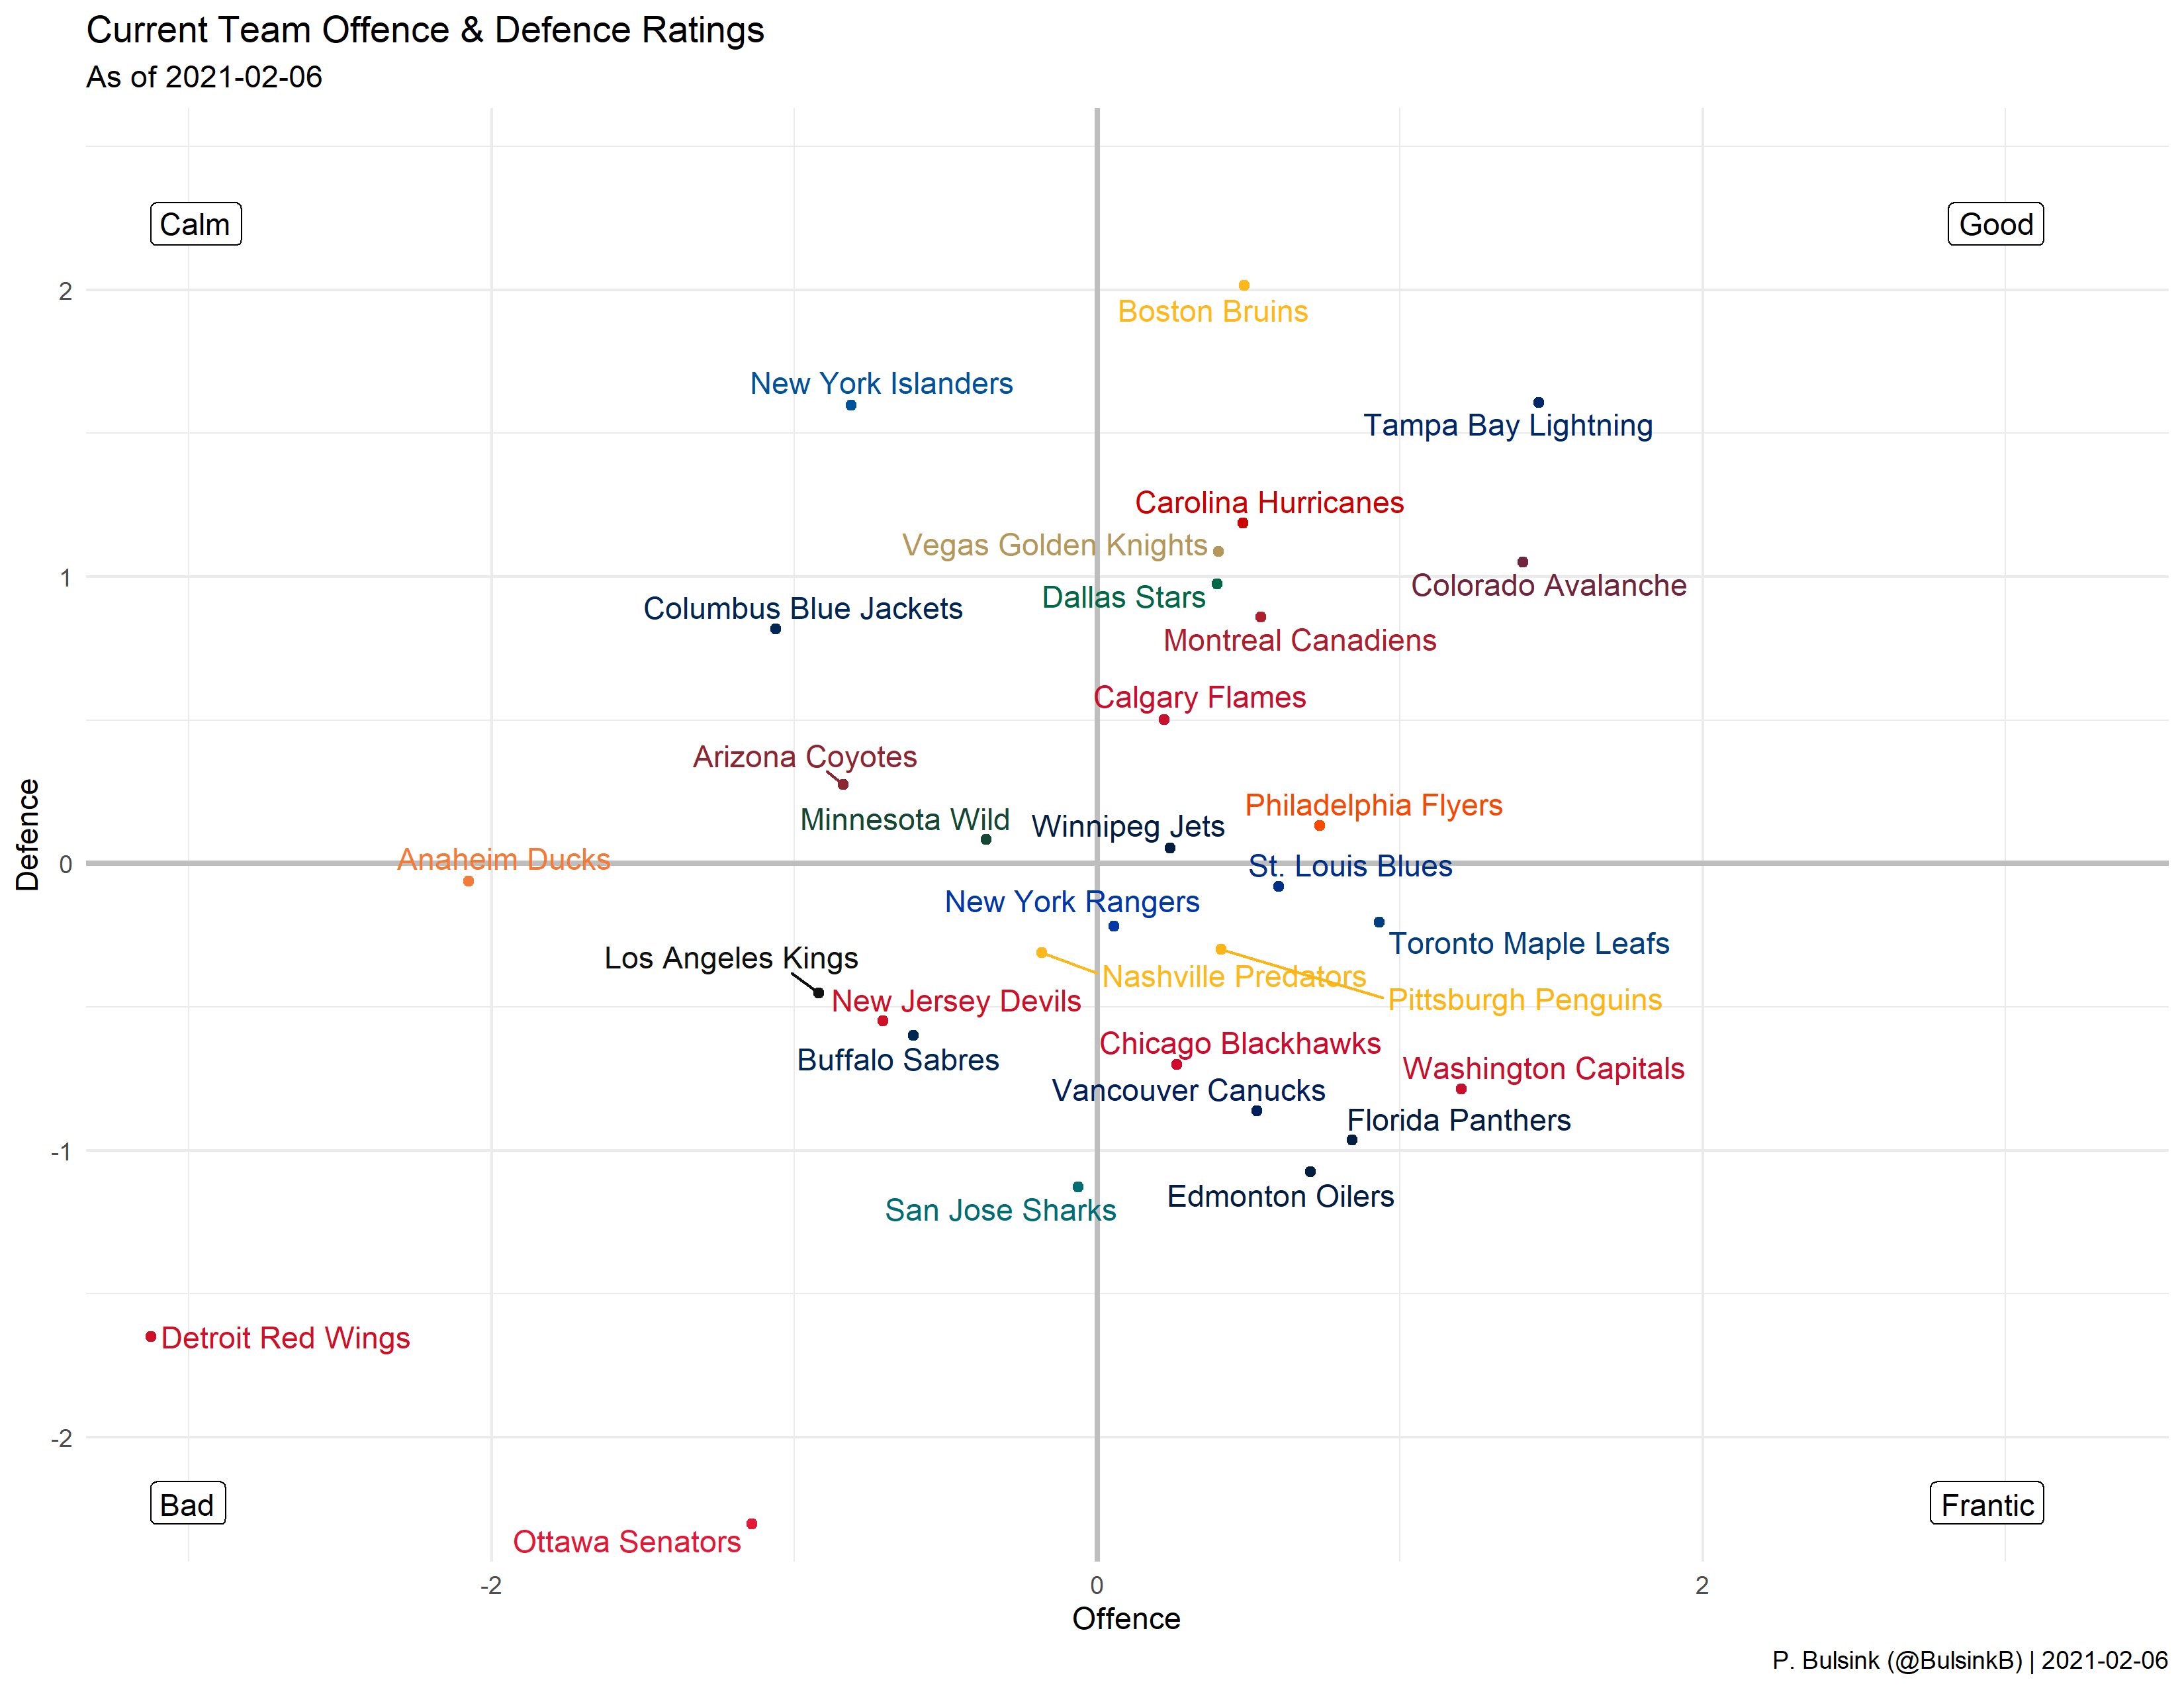 Current Team Offence & Defence Ratings
As of 2021-02-06
Calm
Good
2
Boston Bruins
New York Islanders
Tampa Bay Lightning
Carolina Hurricanes
Vegas Golden Knights
1
Colorado Avalanche
Dallas Stars
Columbus Blue Jackets
Montreal Canadiens
Calgary Flames
Arizona Coyotes
Philadelphia Flyers
Minnesota Wild
Winnipeg Jets
Defence
Anaheim Ducks
0
St. Louis Blues
New York Rangers
Toronto Maple Leafs
Los Angeles Kings
Nashville Predators
New Jersey Devils
Pittsburgh Penguins
Chicago Blackhawks
Buffalo Sabres
Washington Capitals
Vancouver Canucks
Florida Panthers
-1
Edmonton Oilers
San Jose Sharks
Detroit Red Wings
-2
Bad
Frantic
Ottawa Senators
-2
0
2
Offence
P. Bulsink (@BulsinkB) | 2021-02-06